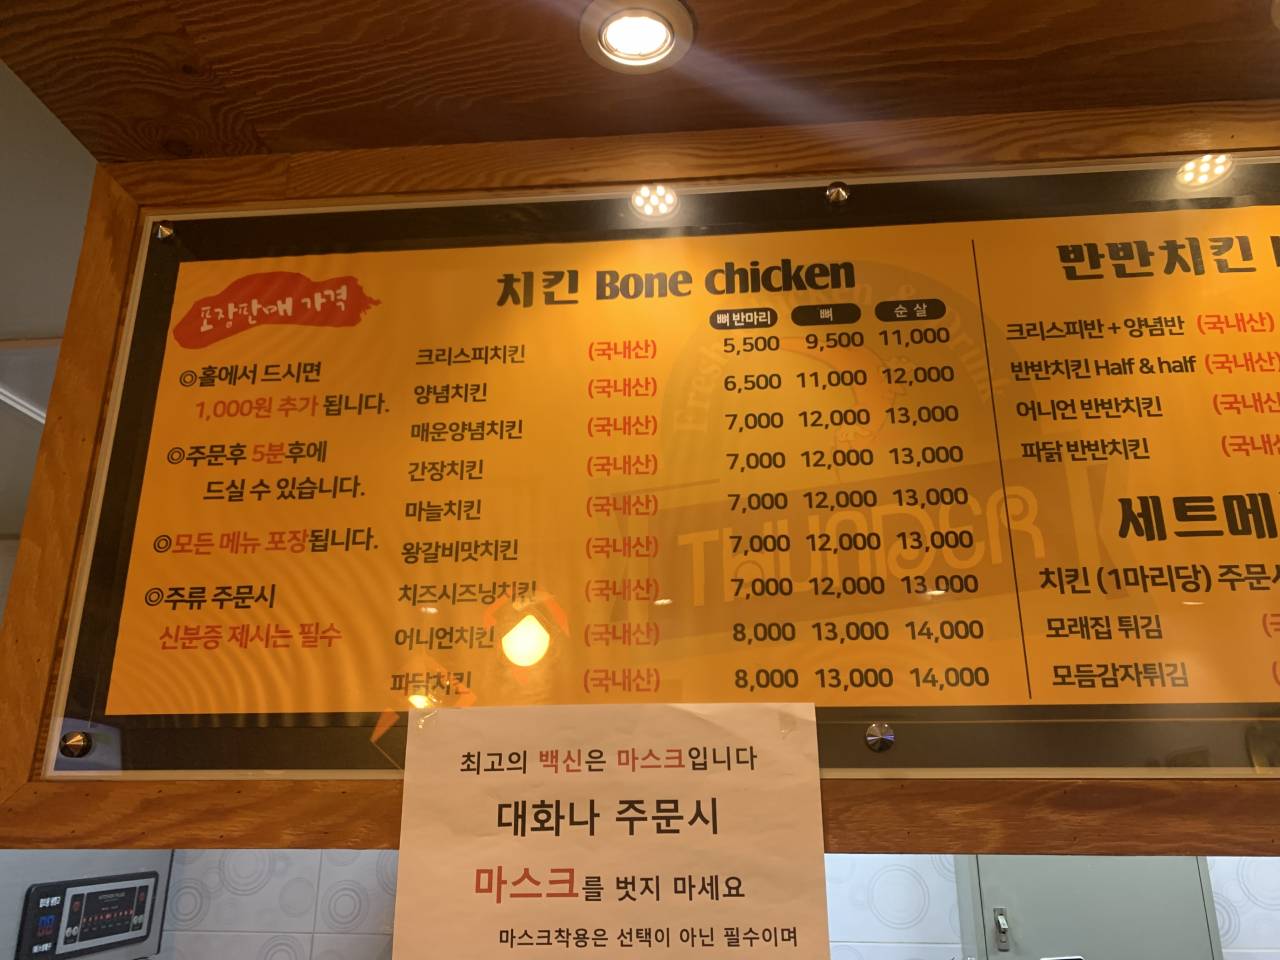 포장판매 가격
◎홀에서 드시면
1,000원 추가 됩니다.
◎주문후 5분후에
드실 수 있습니다.
◎모든 메뉴 포장됩니다.
◎주류 주문시
신분증 제시는 필수
치킨 Bone chicken
뼈 반마리 뼈 순 살
크리스피치킨 (국내산) 5,500 9,500 11,000
양념치킨 (국내산) 6,500 11,000 12,000
매운양념치킨 (국내산) 7,000 12,000 13,000
간장치킨 (국내산) 7,000 12,000 13,000
마늘치킨 (국내산) 7,000 12,000 13,000
왕갈비맛치킨 (국내산) 7,000 12,000 13,000
치즈시즈닝치킨 (국내산) 7,000 12,000 13,000
어니언치킨 (국내산) 8,000 13,000 14,000
파닭치킨 (국내산) 8,000 13,000 14,000
Fresh
THUNDER
반반치킨
크리스피반 + 양념반 (국내산)
반반치킨 Half & half (국내산)
어니언 반반치킨 (국내산
파닭 반반치킨 (국내
세트메
치킨 (1마리당) 주문
모래집 튀김
모듬감자튀김
최고의 백신은 마스크입니다
대화나 주문시
마스크를 벗지 마세요
마스크착용은 선택이 아닌 필수이며